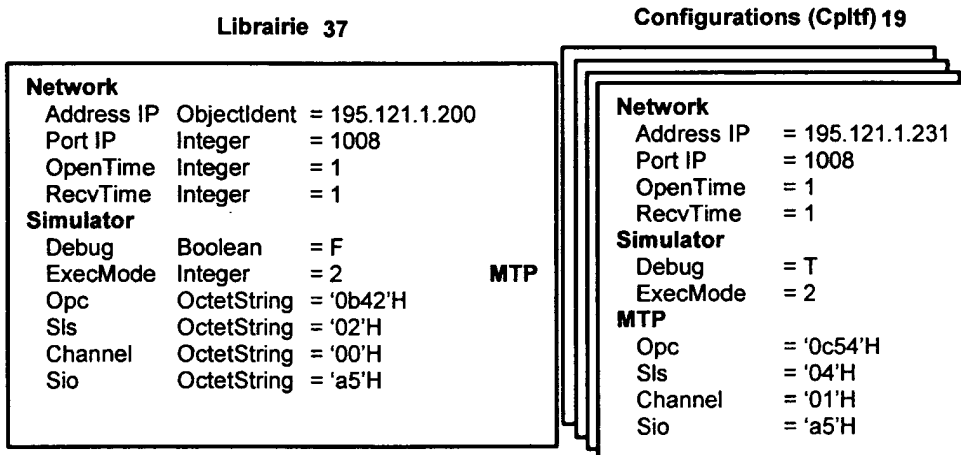 Librairie 37
Network
Address IP ObjectIdent = 195.121.1.200
Port IP Integer = 1008
OpenTime Integer = 1
RecvTime Integer = 1
Simulator
Debug Boolean = F
ExecMode Integer = 2 MTP
Opc OctetString = '0b42'H
Sls OctetString = '02'H
Channel OctetString = '00'H
Sio OctetString = 'a5'H
Configurations (Cpltf) 19
Network
Address IP = 195.121.1.231
Port IP = 1008
OpenTime = 1
RecvTime = 1
Simulator
Debug = T
ExecMode = 2
MTP
Opc = '0c54'H
Sls = '04'H
Channel = '01'H
Sio = 'a5'H